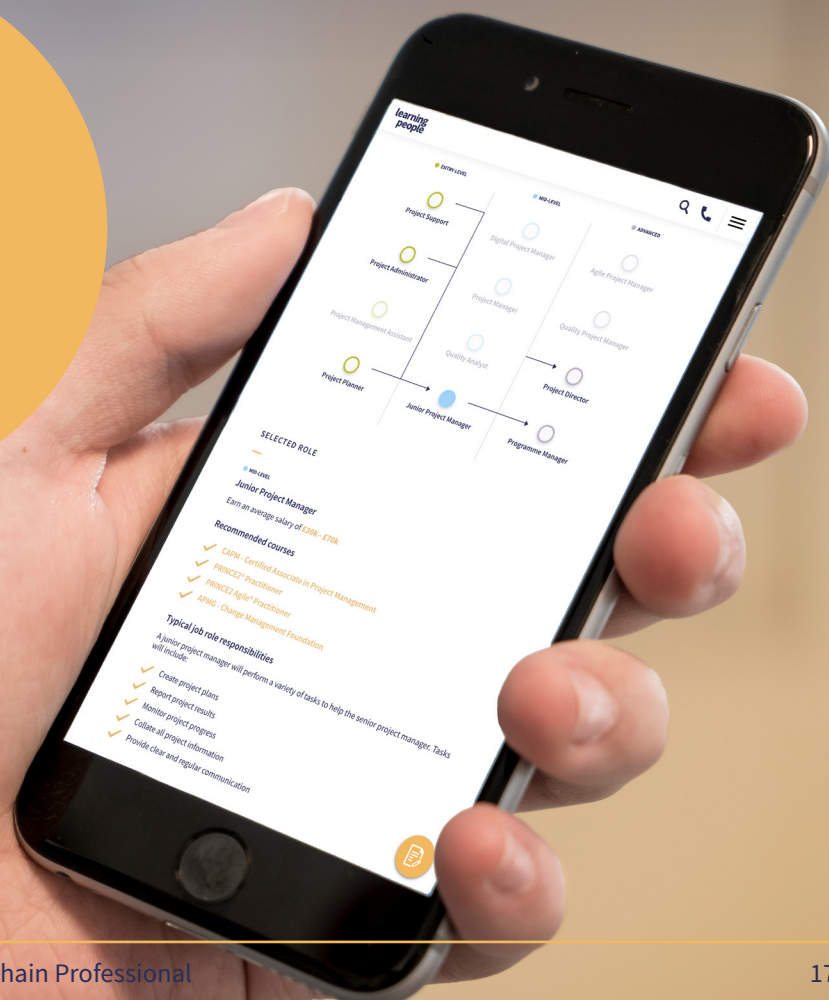 learning
people
ENTRY LEVEL
MID-LEVEL
ADVANCED
Project Support
Digital Project Manager
Agile Project Manager
Project Administrator
Project Manager
Quality Project Manager
Project Management Assistant
Quality Analyst
Project Director
Project Planner
Junior Project Manager
Programme Manager
SELECTED ROLE
MID-LEVEL
Junior Project Manager
Earn an average salary of £30k - £70k
Recommended courses
CAPM - Certified Associate in Project Management
PRINCE2® Practitioner
PRINCE2 Agile® Practitioner
APMG - Change Management Foundation
Typical job role responsibilities
A junior project manager will perform a variety of tasks to help the senior project manager. Tasks
will include:
Create project plans
Report project results
Monitor project progress
Collate all project information
Provide clear and regular communication
hain Professional
17